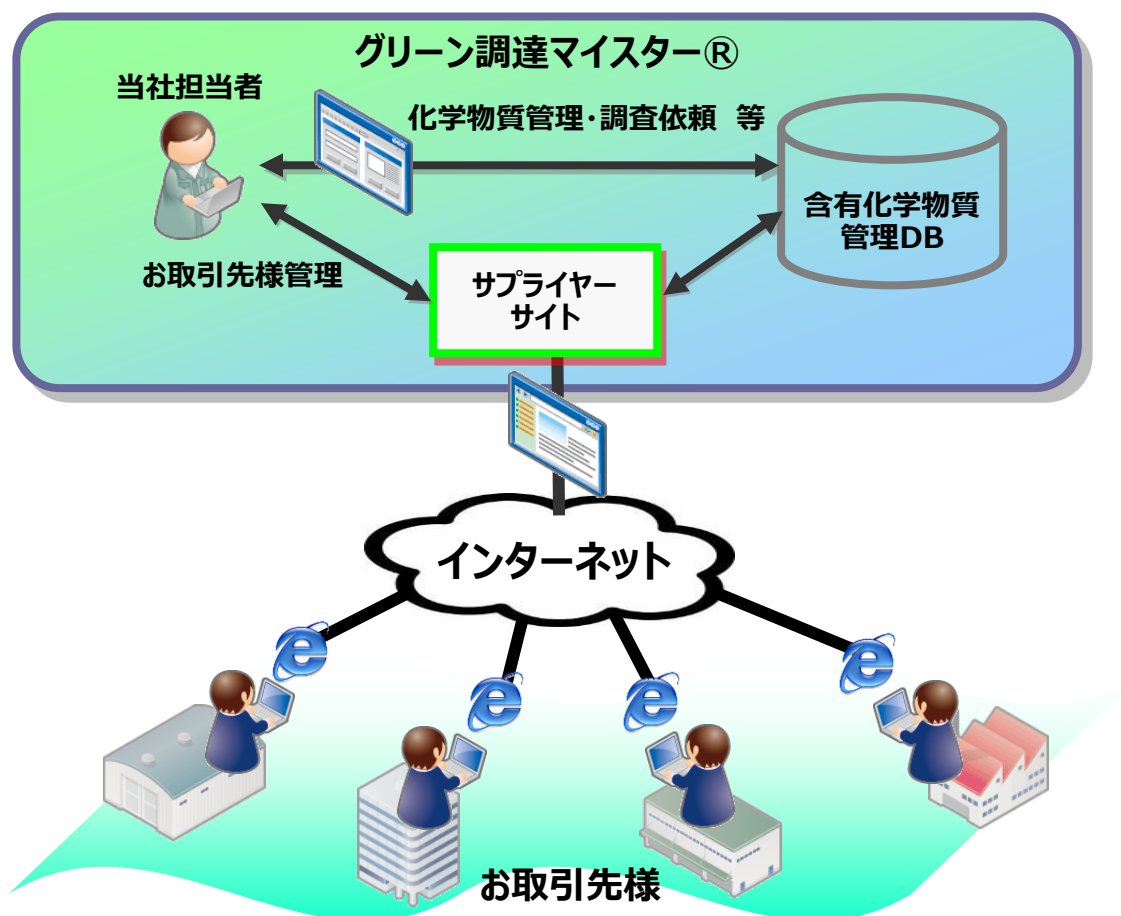 グリーン調達マイスター®
当社担当者
化学物質管理・調査依頼 等
含有化学物質
管理DB
お取引先様管理
サプライヤー
サイト
インターネット
お取引先様